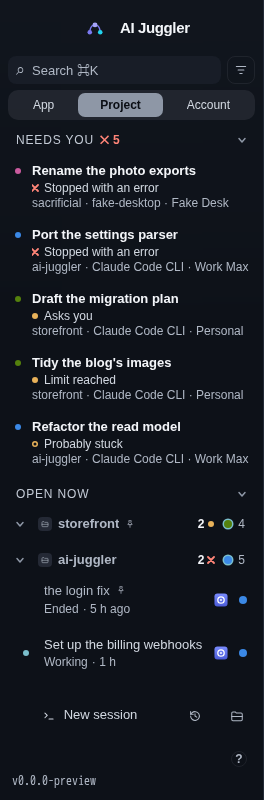 AI Juggler
Search ⌘K
App Project Account
NEEDS YOU 5
Rename the photo exports
Stopped with an error
sacrificial · fake-desktop · Fake Desk
Port the settings parser
Stopped with an error
ai-juggler · Claude Code CLI · Work Max
Draft the migration plan
Asks you
storefront · Claude Code CLI · Personal
Tidy the blog's images
Limit reached
storefront · Claude Code CLI · Personal
Refactor the read model
Probably stuck
ai-juggler · Claude Code CLI · Work Max
OPEN NOW
storefront 2 4
ai-juggler 2 5
the login fix
Ended · 5 h ago
Set up the billing webhooks
Working · 1 h
New session
?
v0.0.0-preview